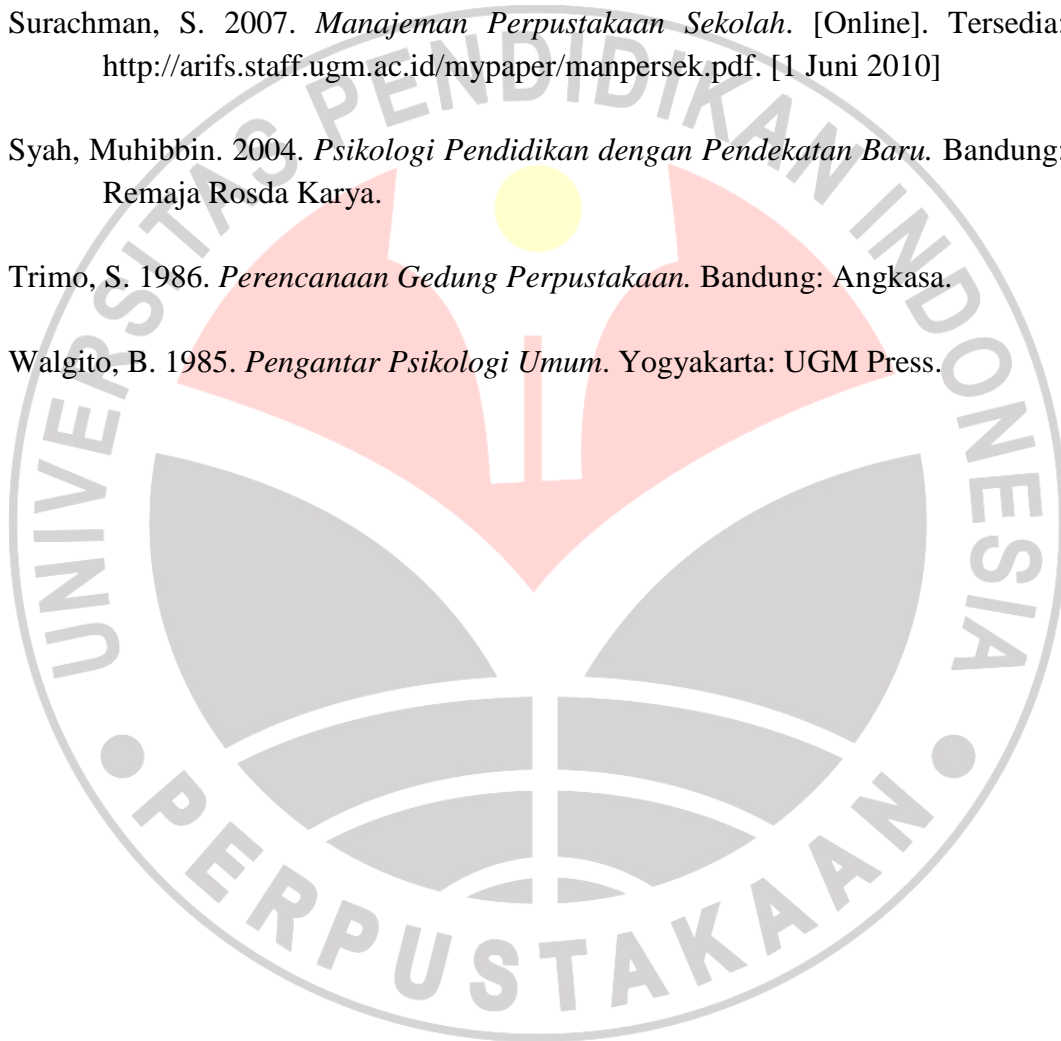 Surachman, S. 2007. Manajeman Perpustakaan Sekolah. [Online]. Tersedia:
http://arifs.staff.ugm.ac.id/mypaper/manpersek.pdf. [1 Juni 2010]
Syah, Muhibbin. 2004. Psikologi Pendidikan dengan Pendekatan Baru. Bandung:
Remaja Rosda Karya.
Trimo, S. 1986. Perencanaan Gedung Perpustakaan. Bandung: Angkasa.
Walgito, B. 1985. Pengantar Psikologi Umum. Yogyakarta: UGM Press.
UNIVERSITAS PENDIDIKAN INDONESIA
PERPUSTAKAAN